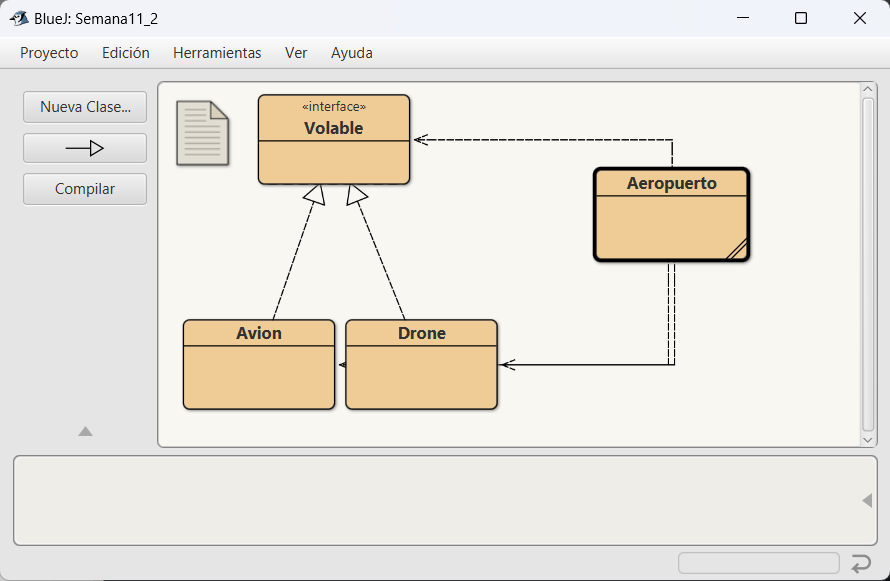 BlueJ: Semana11_2
Proyecto Edición Herramientas Ver Ayuda
Nueva Clase...
Compilar
«interface»
Volable
Aeropuerto
Avion
Drone